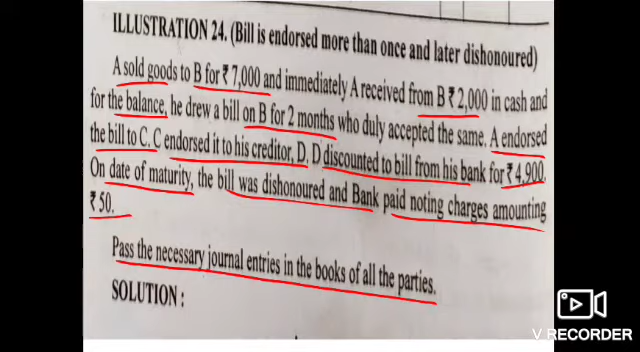 ILLUSTRATION 24. (Bill is endorsed more than once and later dishonoured)
A sold goods to B for ₹ 7,000 and immediately A received from B ₹ 2,000 in cash and
for the balance, he drew a bill on B for 2 months who duly accepted the same. A endorsed
the bill to C. C endorsed it to his creditor, D. D discounted to bill from his bank for ₹ 4,900.
On date of maturity, the bill was dishonoured and Bank paid noting charges amounting
₹ 50.
Pass the necessary journal entries in the books of all the parties.
SOLUTION :
V RECORDER